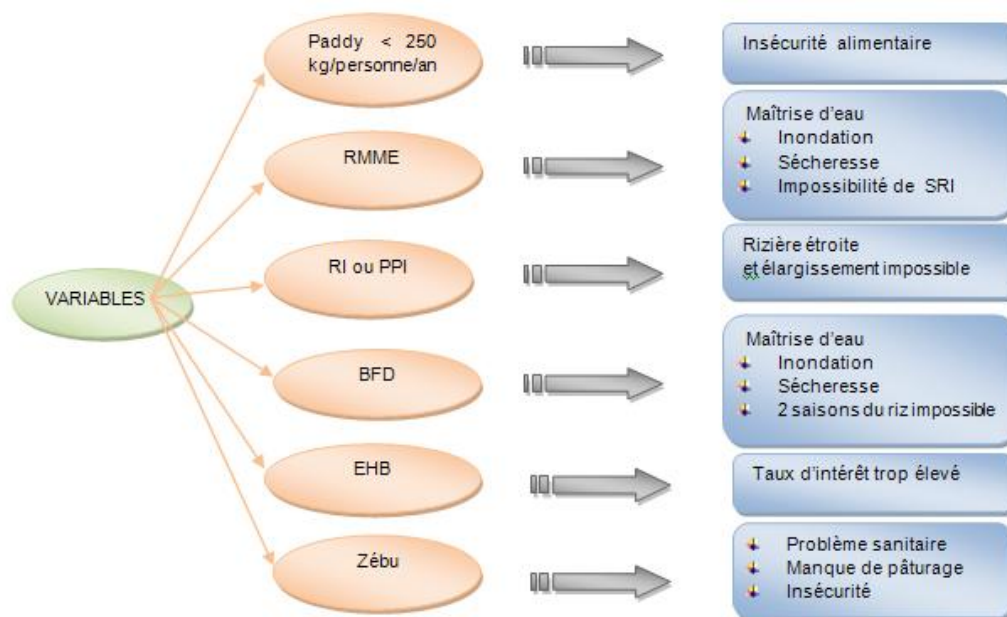 VARIABLES
Paddy < 250
kg/personne/an
Insécurité alimentaire
RMME
Maîtrise d'eau
Inondation
Sécheresse
Impossibilité de SRI
RI ou PPI
Rizière étroite
et élargissement impossible
BFD
Maîtrise d'eau
Inondation
Sécheresse
2 saisons du riz impossible
EHB
Taux d'intérêt trop élevé
Zébu
Problème sanitaire
Manque de pâturage
Insécurité